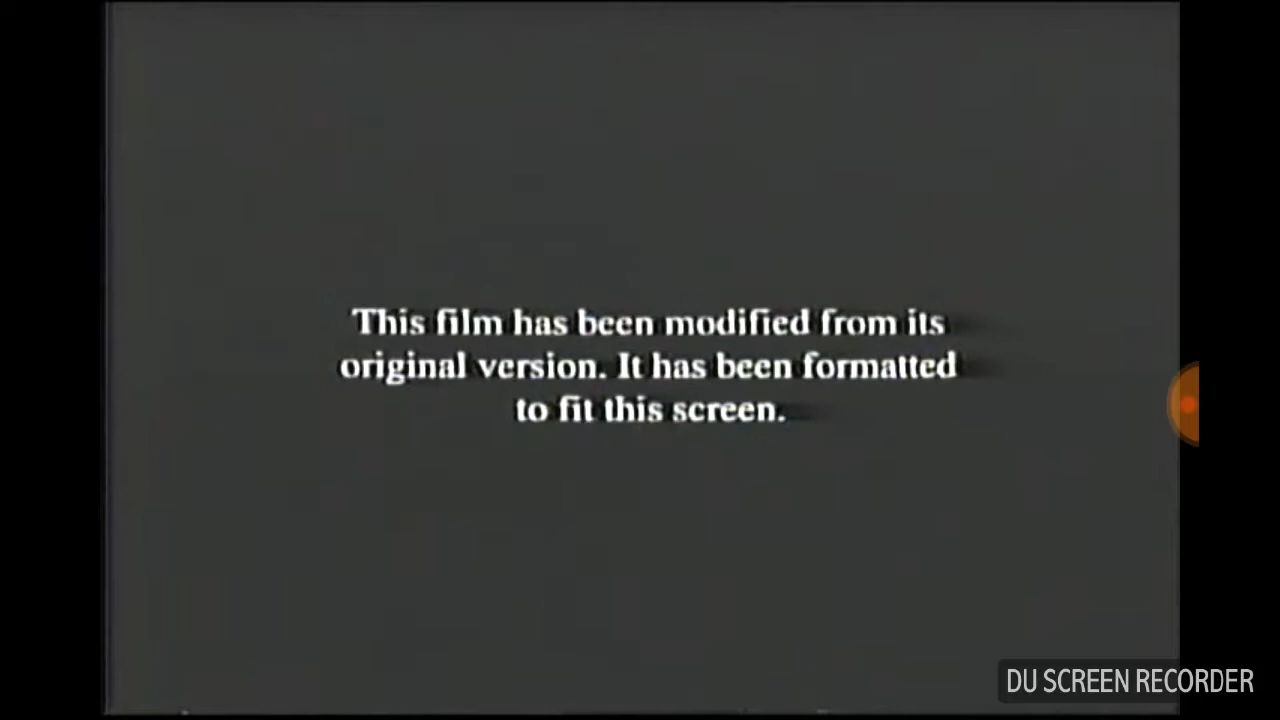 This film has been modified from its
original version. It has been formatted
to fit this screen.
DU SCREEN RECORDER